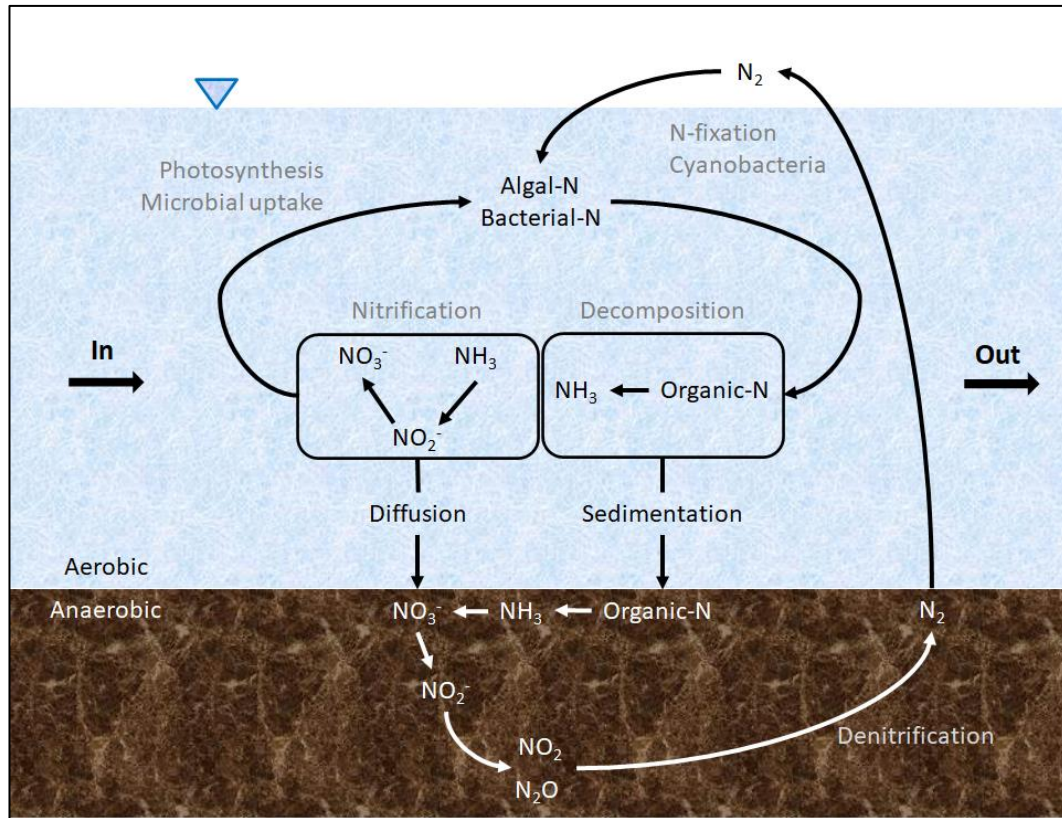 N₂
N-fixation
Cyanobacteria
Photosynthesis
Microbial uptake
Algal-N
Bacterial-N
Nitrification
Decomposition
In
NO₃⁻
NH₃
NO₂⁻
NH₃
Organic-N
Out
Diffusion
Sedimentation
Aerobic
Anaerobic
NO₃⁻
NH₃
Organic-N
N₂
NO₂⁻
NO₂
N₂O
Denitrification